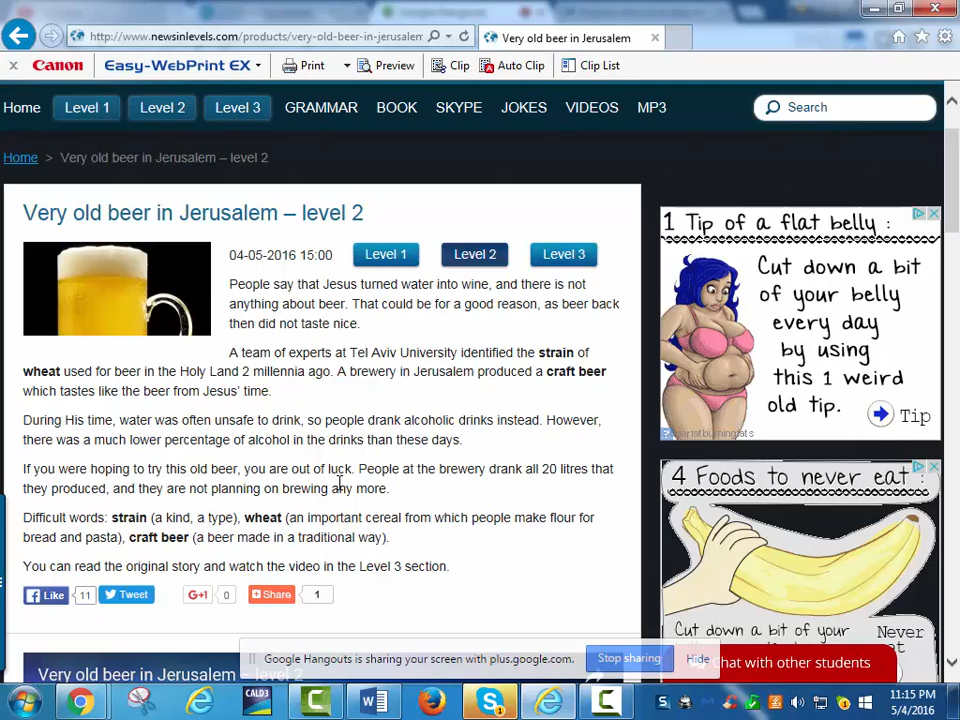 http://www.newsinlevels.com/products/very-old-beer-in-jerusalem
Very old beer in Jerusalem
Canon Easy-WebPrint EX Print Preview Clip Auto Clip Clip List
Home Level 1 Level 2 Level 3 GRAMMAR BOOK SKYPE JOKES VIDEOS MP3 Search
Home > Very old beer in Jerusalem – level 2
Very old beer in Jerusalem – level 2
04-05-2016 15:00 Level 1 Level 2 Level 3
People say that Jesus turned water into wine, and there is not
anything about beer. That could be for a good reason, as beer back
then did not taste nice.
A team of experts at Tel Aviv University identified the strain of
wheat used for beer in the Holy Land 2 millennia ago. A brewery in Jerusalem produced a craft beer
which tastes like the beer from Jesus' time.
During His time, water was often unsafe to drink, so people drank alcoholic drinks instead. However,
there was a much lower percentage of alcohol in the drinks than these days.
If you were hoping to try this old beer, you are out of luck. People at the brewery drank all 20 litres that
they produced, and they are not planning on brewing any more.
Difficult words: strain (a kind, a type), wheat (an important cereal from which people make flour for
bread and pasta), craft beer (a beer made in a traditional way).
You can read the original story and watch the video in the Level 3 section.
Like 11 Tweet G+1 0 Share 1
Very old beer in Jerusalem – level 2
1 Tip of a flat belly :
Cut down a bit
of your belly
every day
by using
this 1 weird
old tip.
Tip
4 Foods to never eat :
Cut down a bit of your
Never
Google Hangouts is sharing your screen with plus.google.com. Stop sharing Hide
Chat with other students
CALD3
11:15 PM
5/4/2016